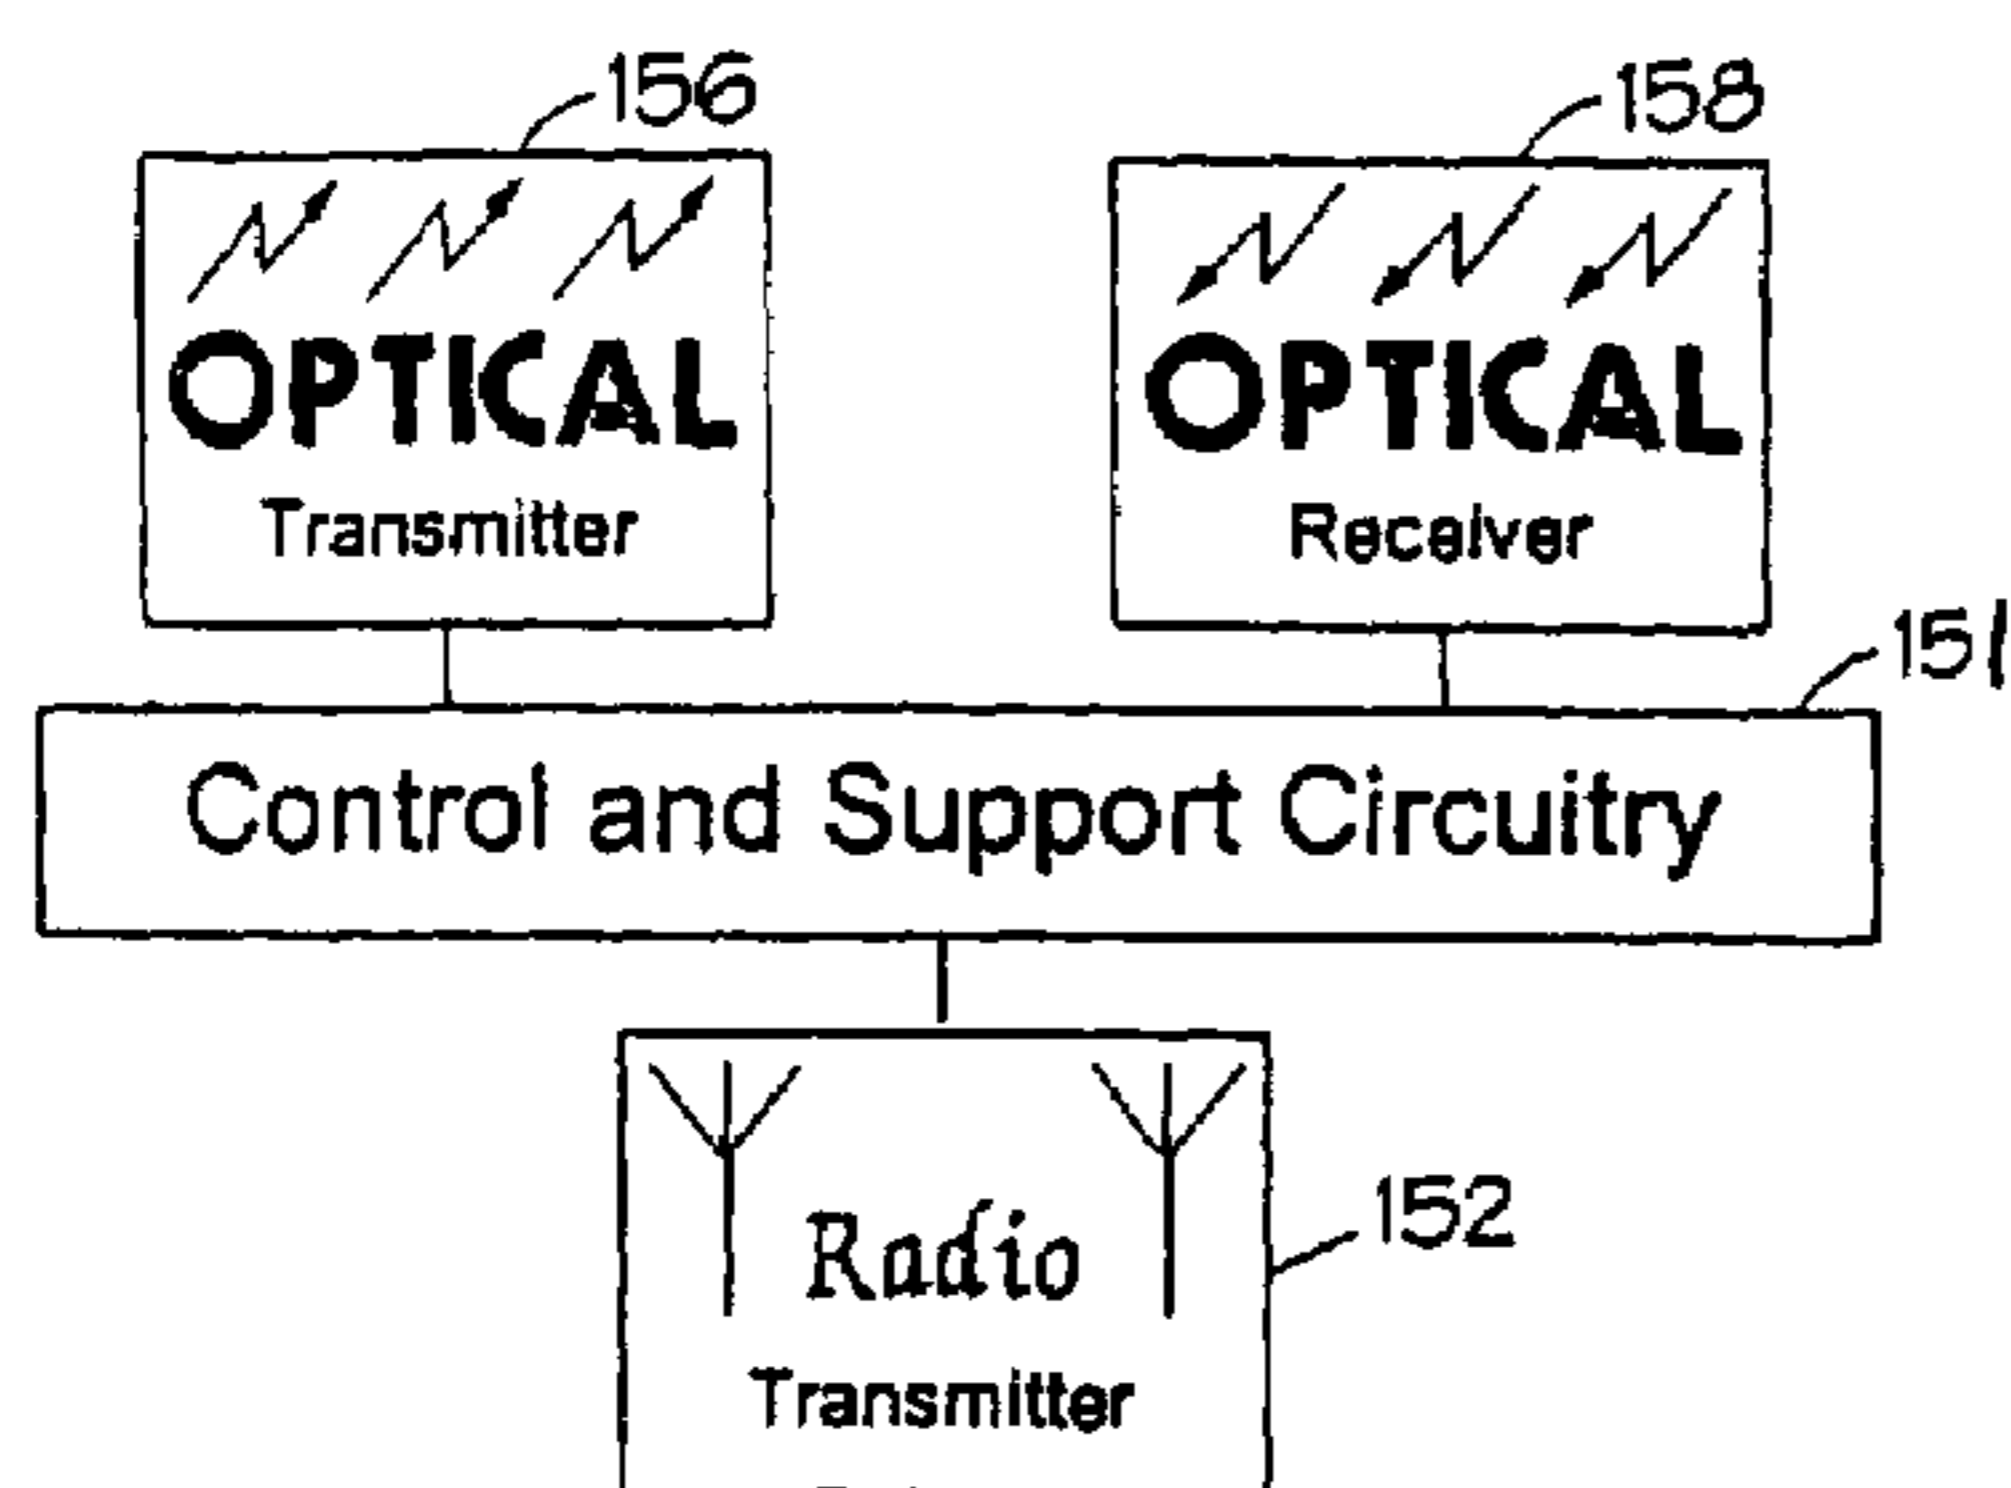 156
158
OPTICAL
Transmitter
OPTICAL
Receiver
151
Control and Support Circuitry
152
Radio
Transmitter